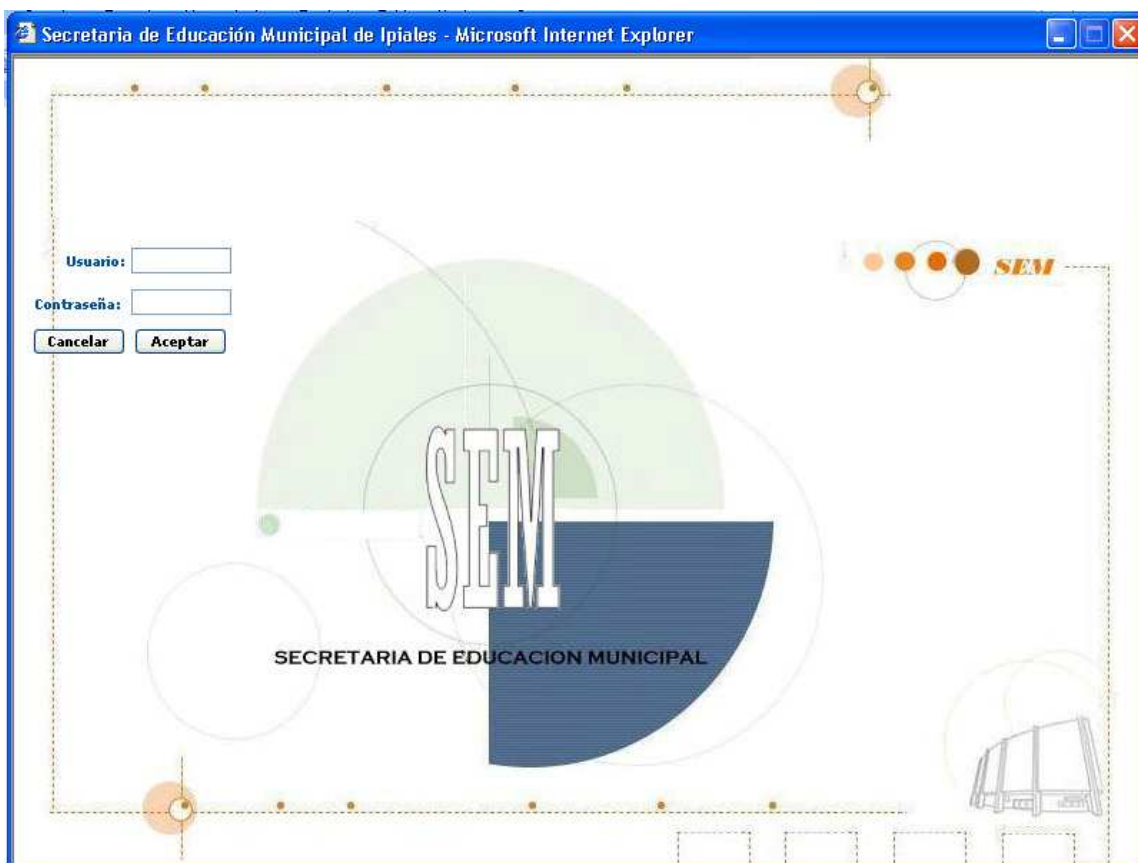 Secretaria de Educación Municipal de Ipiales - Microsoft Internet Explorer
Usuario:
SEM
Contraseña:
Cancelar Aceptar
SEM
SECRETARIA DE EDUCACION MUNICIPAL